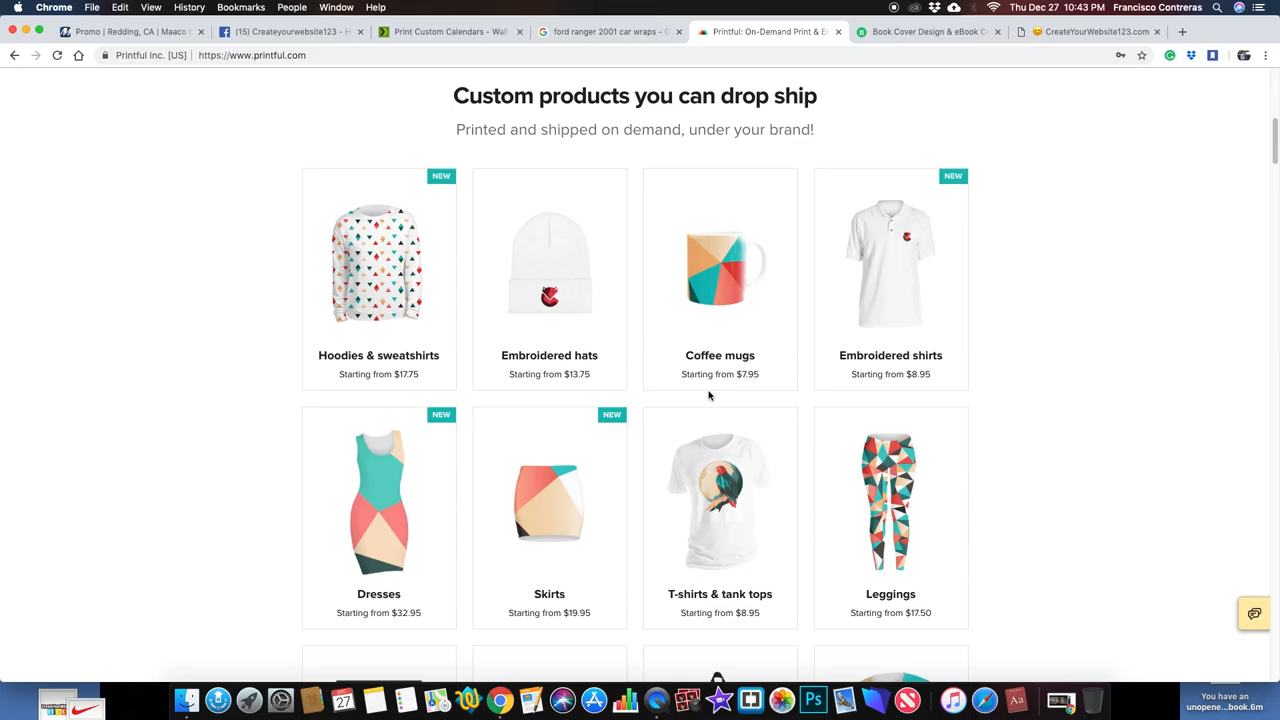 Chrome File Edit View History Bookmarks People Window Help
Thu Dec 27 10:43 PM Francisco Contreras
Promo | Redding, CA | Maaco
(15) Createyourwebsite123 - H
Print Custom Calendars - Wall
ford ranger 2001 car wraps - G
Printful: On-Demand Print & E
Book Cover Design & eBook C
CreateYourWebsite123.com
Printful Inc. [US] https://www.printful.com
Custom products you can drop ship
Printed and shipped on demand, under your brand!
NEW
NEW
Hoodies & sweatshirts
Starting from $17.75
Embroidered hats
Starting from $13.75
Coffee mugs
Starting from $7.95
Embroidered shirts
Starting from $8.95
NEW
NEW
Dresses
Starting from $32.95
Skirts
Starting from $19.95
T-shirts & tank tops
Starting from $8.95
Leggings
Starting from $17.50
27
Ps
You have an
unopene...book.6m